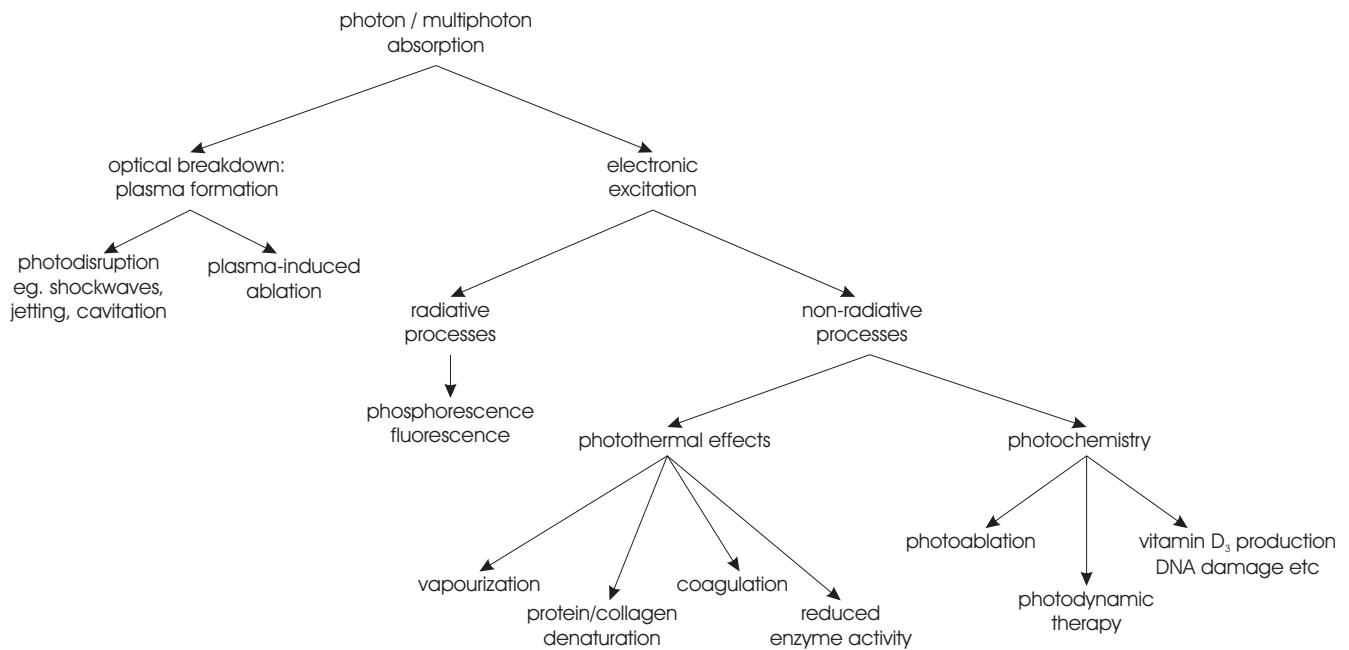 photon / multiphoton
absorption
optical breakdown:
plasma formation
electronic
excitation
photodisruption
eg. shockwaves,
jetting, cavitation
plasma-induced
ablation
radiative
processes
non-radiative
processes
phosphorescence
fluorescence
photothermal effects
photochemistry
vapourization
protein/collagen
denaturation
coagulation
reduced
enzyme activity
photoablation
photodynamic
therapy
vitamin D₃ production
DNA damage etc